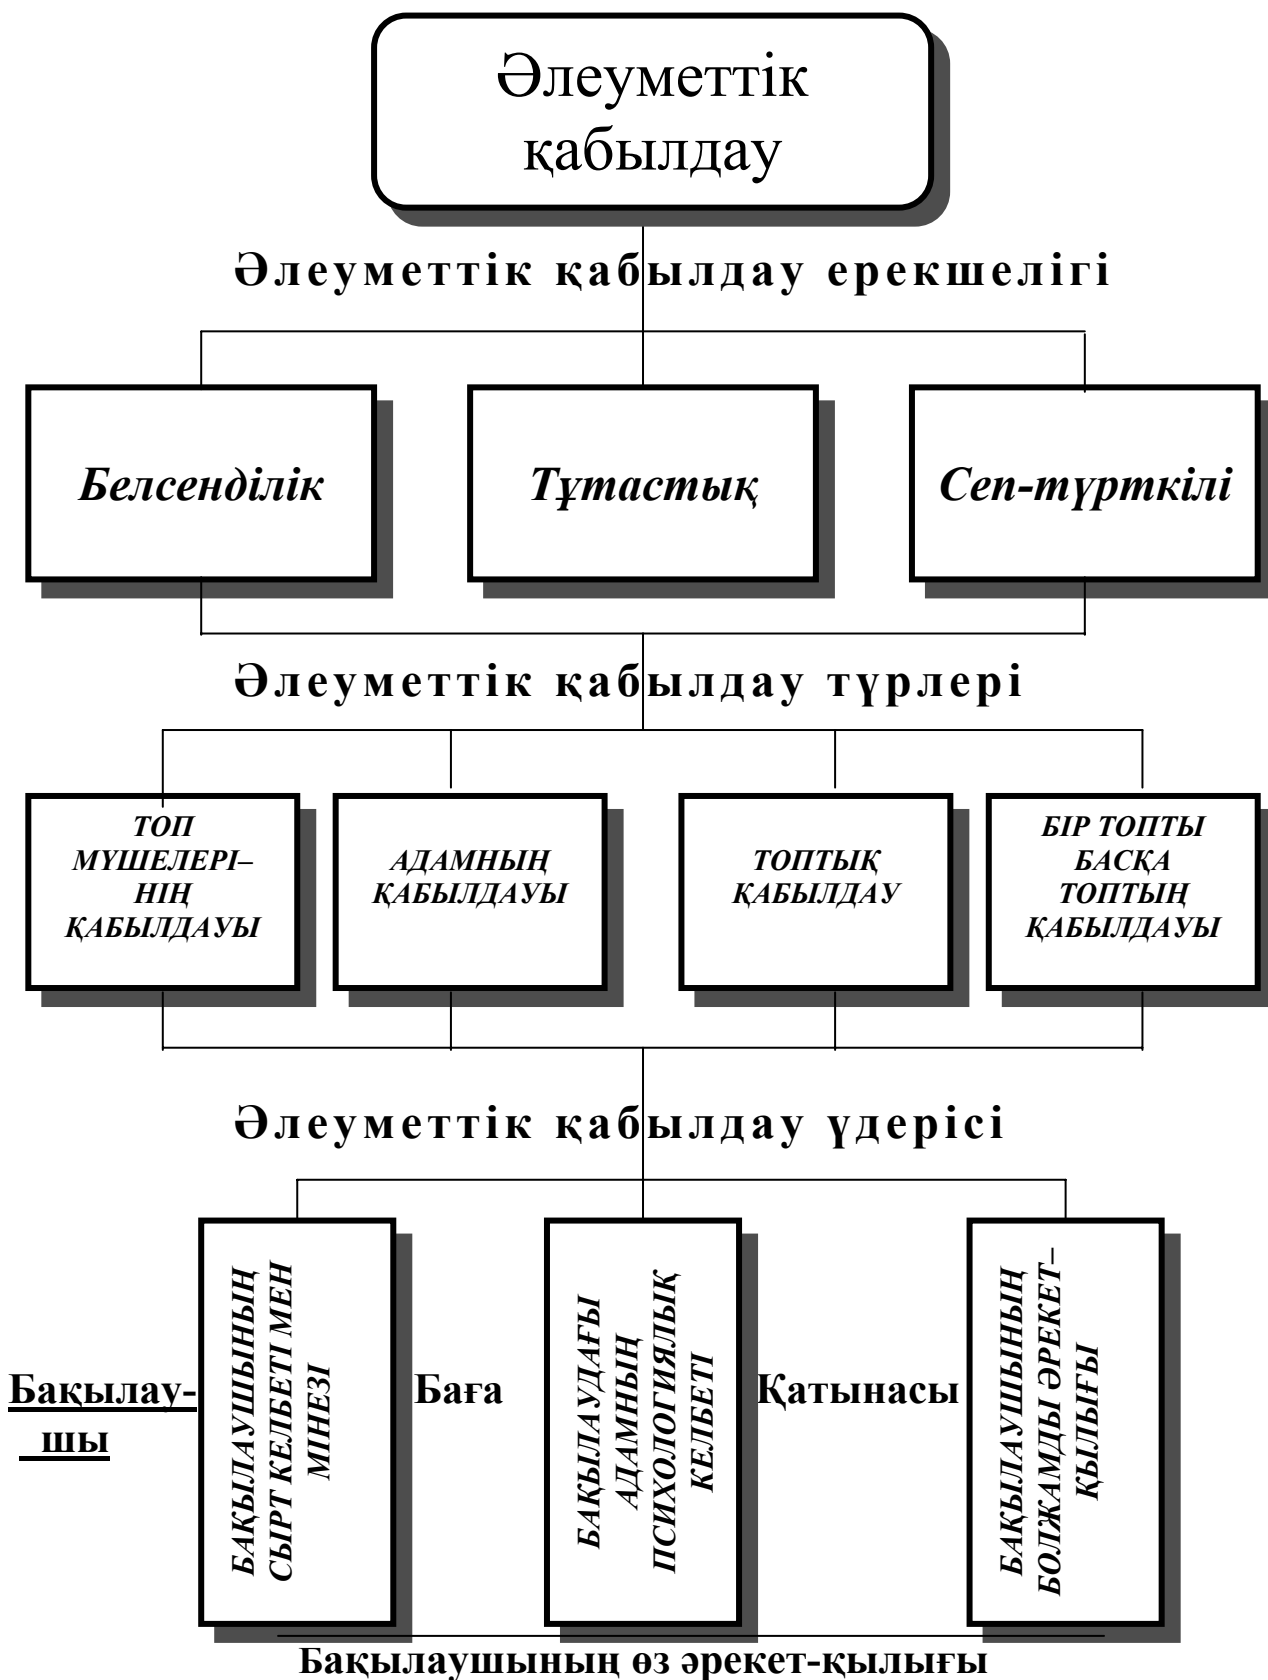 Әлеуметтік
қабылдау
Әлеуметтік қабылдау ерекшелігі
Белсенділік
Тұтастық
Сеп-түрткілі
Әлеуметтік қабылдау түрлері
ТОП
МҮШЕЛЕРІ–
НІҢ
ҚАБЫЛДАУЫ
АДАМНЫҢ
ҚАБЫЛДАУЫ
ТОПТЫҚ
ҚАБЫЛДАУ
БІР ТОПТЫ
БАСҚА
ТОПТЫҢ
ҚАБЫЛДАУЫ
Әлеуметтік қабылдау үдерісі
Бақылау-
шы
БАҚЫЛАУШЫНЫҢ
СЫРТ КЕЛБЕТІ МЕН
МІНЕЗІ
Баға
БАҚЫЛАУДАҒЫ
АДАМНЫҢ
ПСИХОЛОГИЯЛЫҚ
КЕЛБЕТІ
Қатынасы
БАҚЫЛАУШЫНЫҢ
БОЛЖАМДЫ ӘРЕКЕТ–
ҚЫЛЫҒЫ
Бақылаушының өз әрекет-қылығы